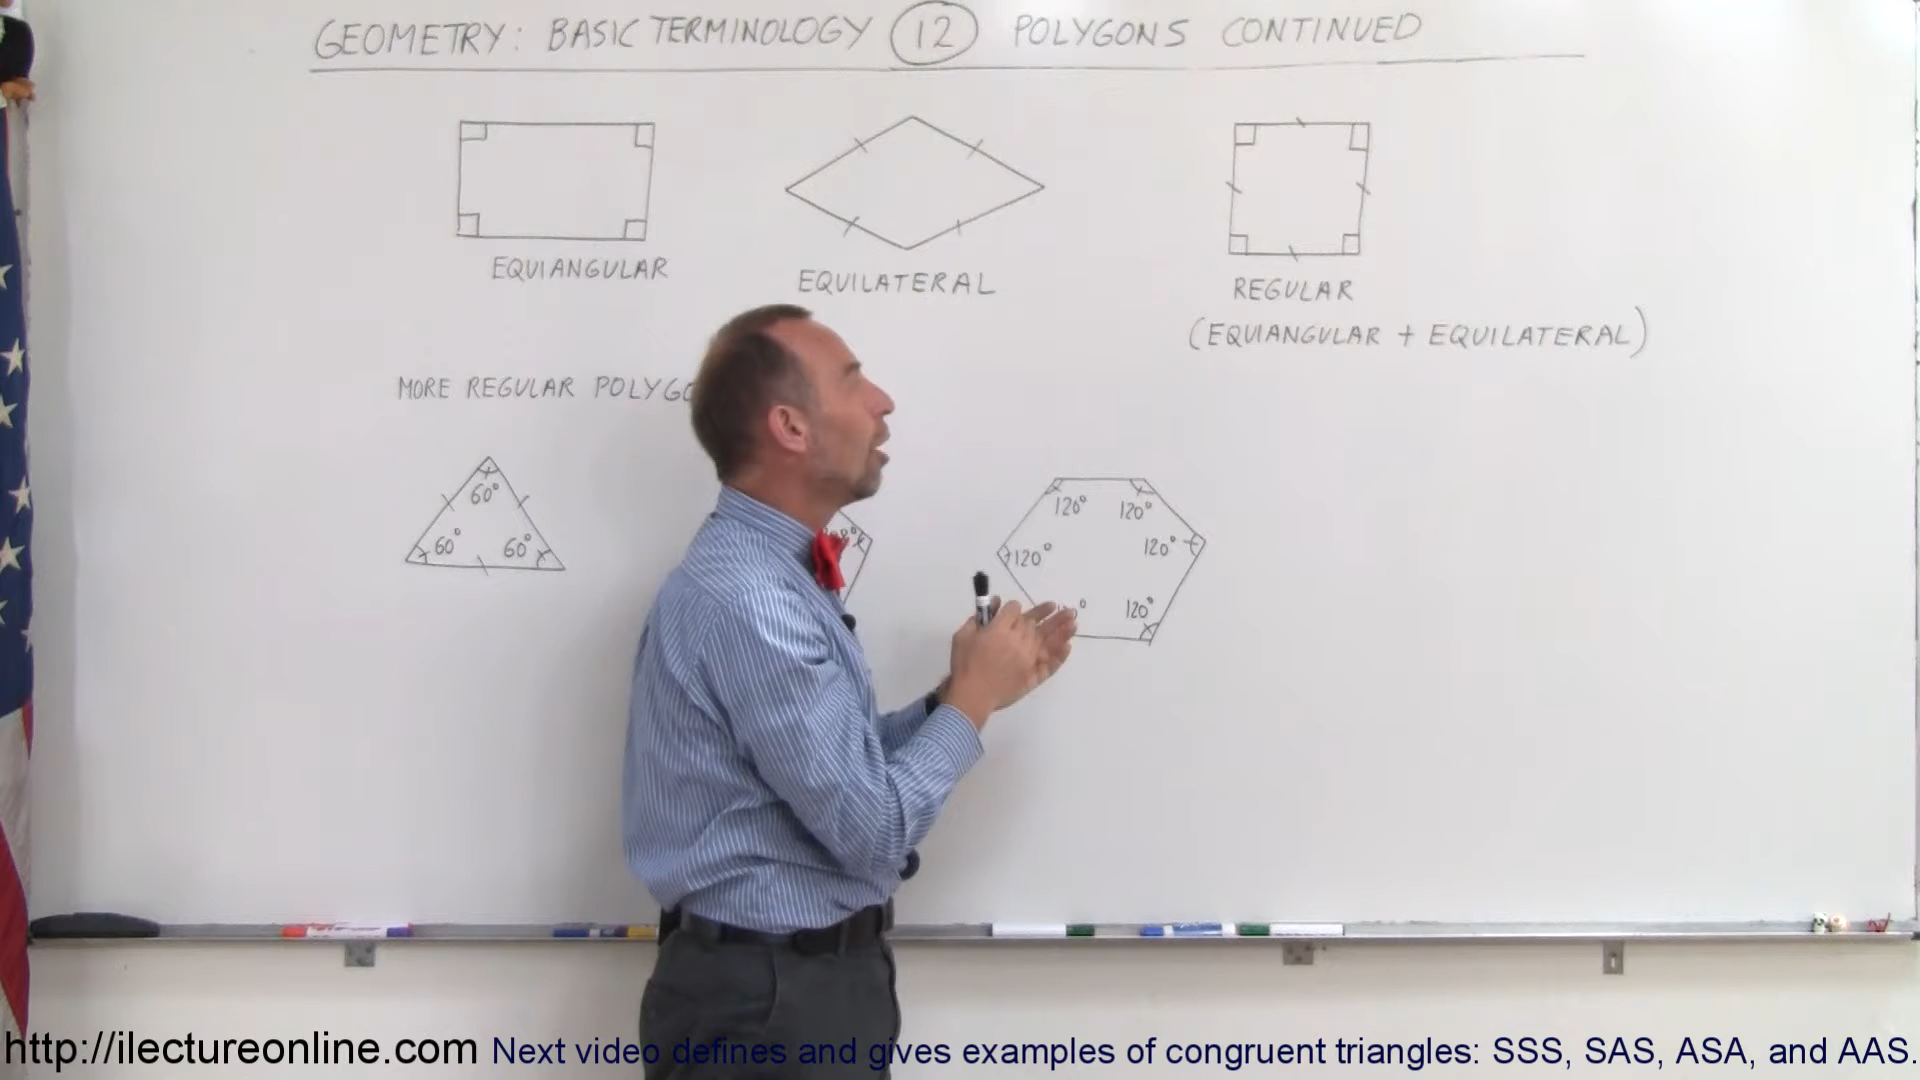 GEOMETRY: BASIC TERMINOLOGY 12 POLYGONS CONTINUED
EQUIANGULAR
EQUILATERAL
REGULAR
(EQUIANGULAR + EQUILATERAL)
MORE REGULAR
60°
60° 60°
120° 120°
120° 120°
120°
http://ilectureonline.com Next video defines and gives examples of congruent triangles: SSS, SAS, ASA, and AAS.